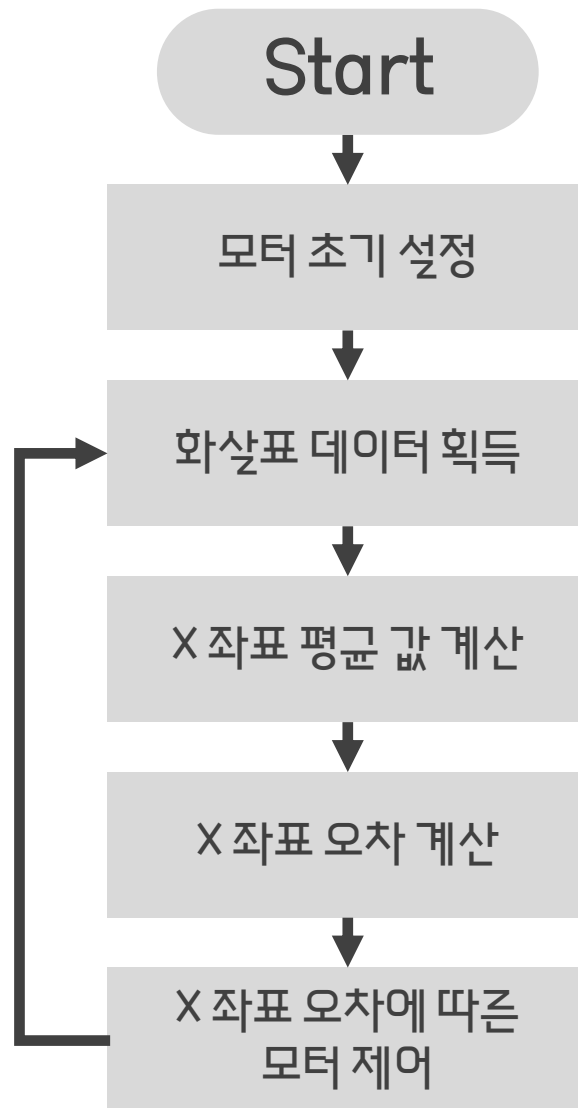 Start
모터 초기 설정
화살표 데이터 획득
X 좌표 평균 값 계산
X 좌표 오차 계산
X 좌표 오차에 따른
모터 제어